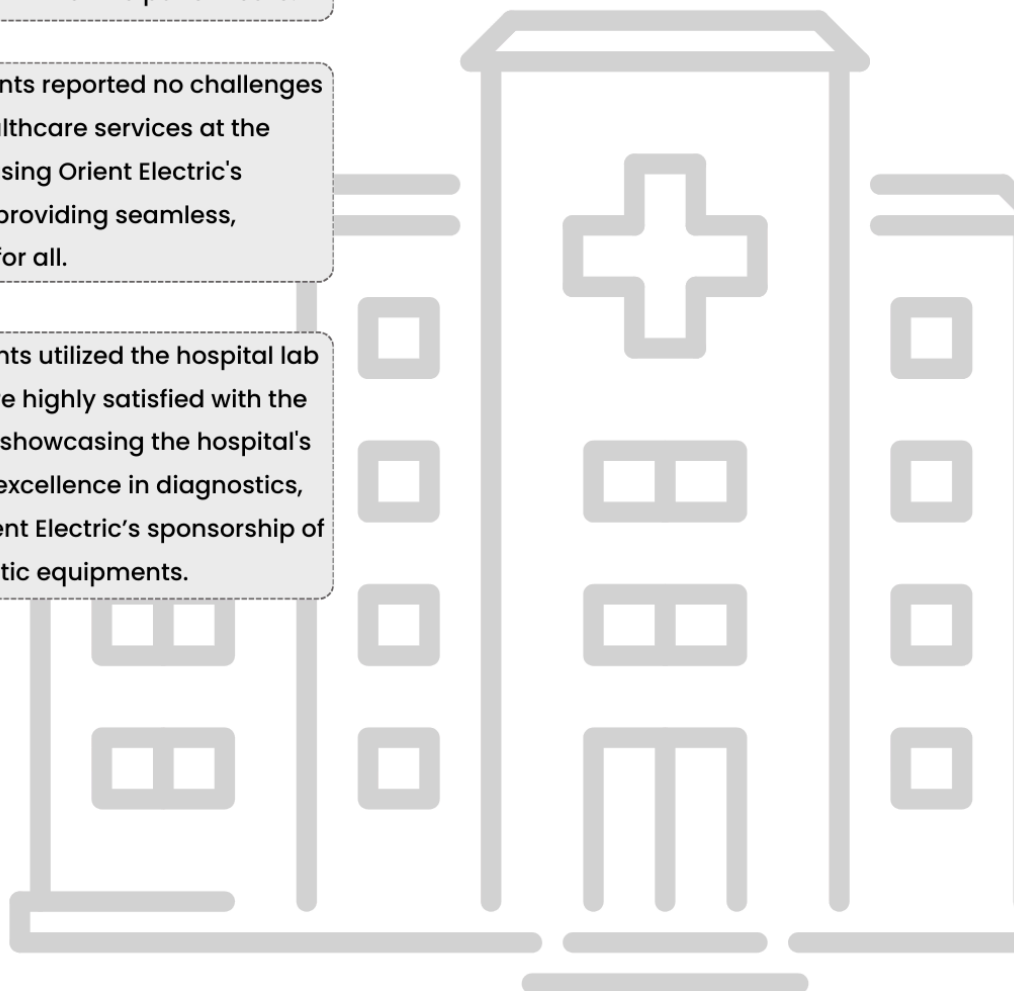 nts reported no challenges
lthcare services at the
sing Orient Electric's
providing seamless,
for all.
nts utilized the hospital lab
e highly satisfied with the
showcasing the hospital's
excellence in diagnostics,
ent Electric’s sponsorship of
tic equipments.